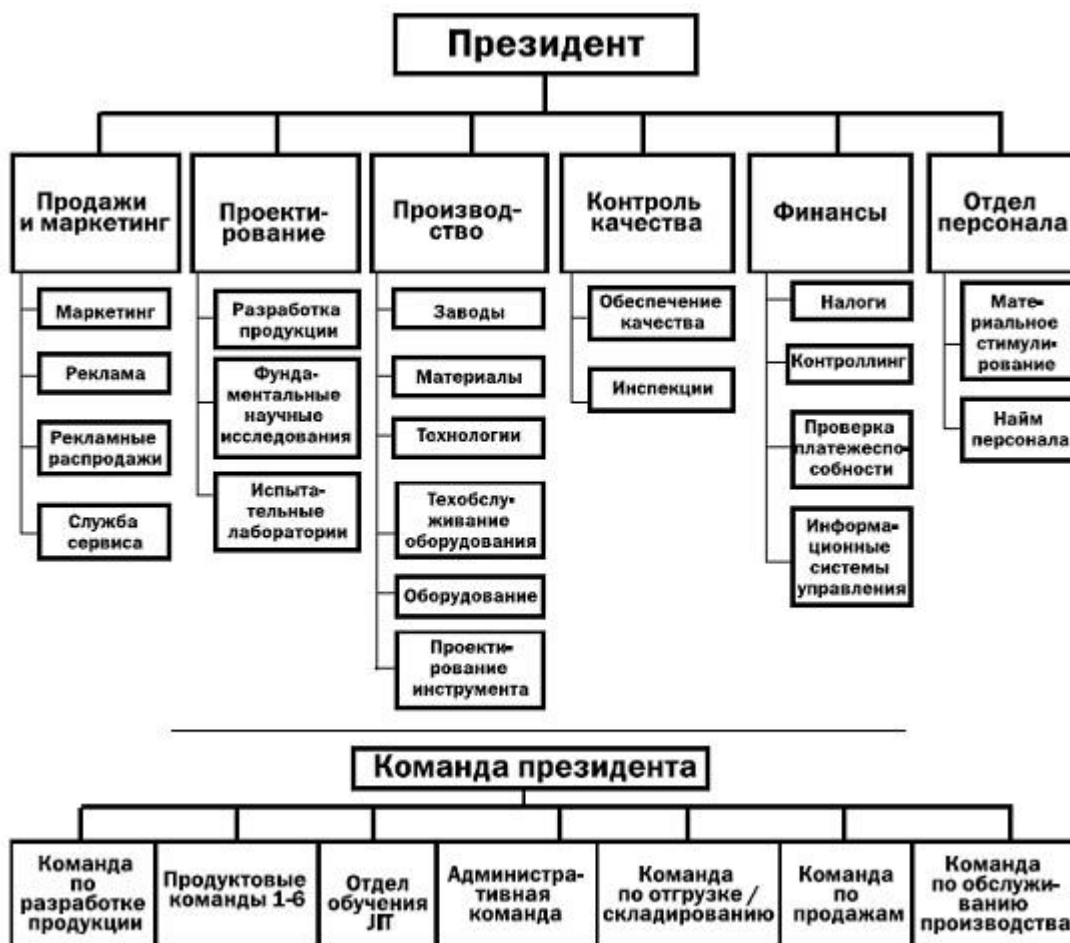 Президент
Продажи
и маркетинг
Маркетинг
Реклама
Рекламные
распродажи
Служба
сервиса
Проекти-
рование
Разработка
продукции
Фунда-
ментальные
научные
исследования
Испыта-
тельные
лаборатории
Производ-
ство
Заводы
Материалы
Технологии
Техобслу-
живание
оборудования
Оборудование
Проекти-
рование
инструмента
Контроль
качества
Обеспечение
качества
Инспекции
Финансы
Налоги
Контроллинг
Проверка
платежеспо-
собности
Информа-
ционные
системы
управления
Отдел
персонала
Мате-
риальное
стимули-
рование
Найм
персонала
Команда президента
Команда
по
разработке
продукции
Продуктовые
команды 1-6
Отдел
обучения
JIT
Администра-
тивная
команда
Команда
по отгрузке /
складированию
Команда
по
продажам
Команда
по обслужи-
ванию
производства